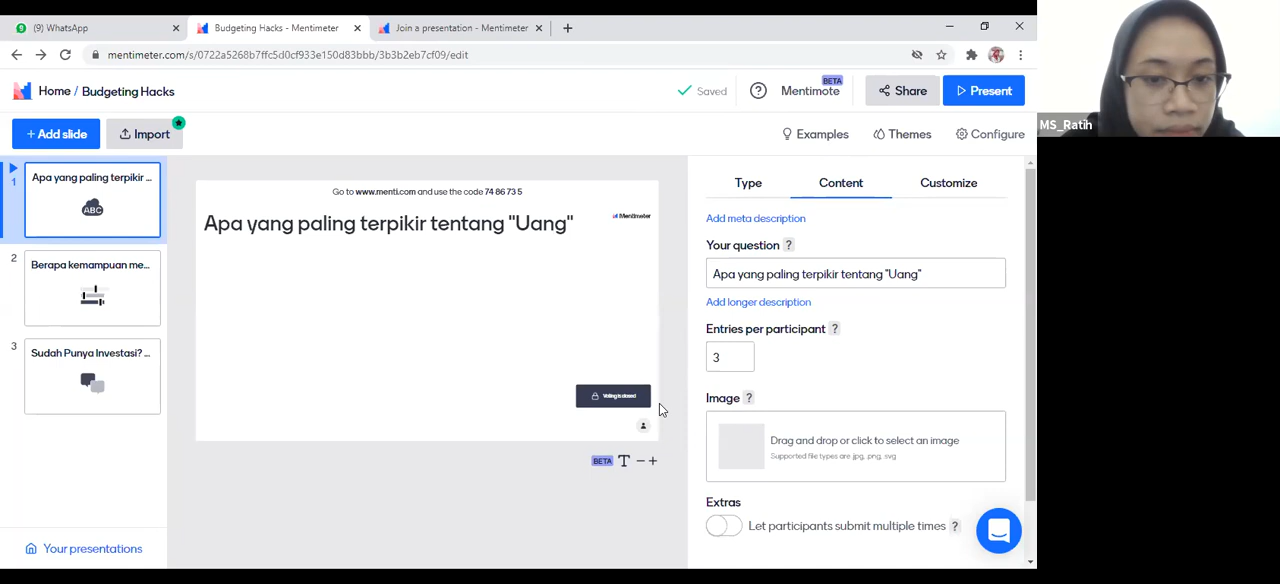 (9) WhatsApp
Budgeting Hacks - Mentimeter
Join a presentation - Mentimeter
mentimeter.com/s/0722a5268b7ffc5d0cf933e150d83bbb/3b3b2eb7cf09/edit
Home / Budgeting Hacks
Saved
Mentimote
BETA
Share
Present
+ Add slide
Import
Examples
Themes
Configure
MS_Ratih
1
Apa yang paling terpikir ...
ABC
2
Berapa kemampuan me...
3
Sudah Punya Investasi? ...
Your presentations
Go to www.menti.com and use the code 74 86 73 5
Apa yang paling terpikir tentang "Uang"
Mentimeter
Voting is closed
BETA
Type
Content
Customize
Add meta description
Your question ?
Apa yang paling terpikir tentang "Uang"
Add longer description
Entries per participant ?
3
Image ?
Drag and drop or click to select an image
Supported file types are jpg, png, svg
Extras
Let participants submit multiple times ?